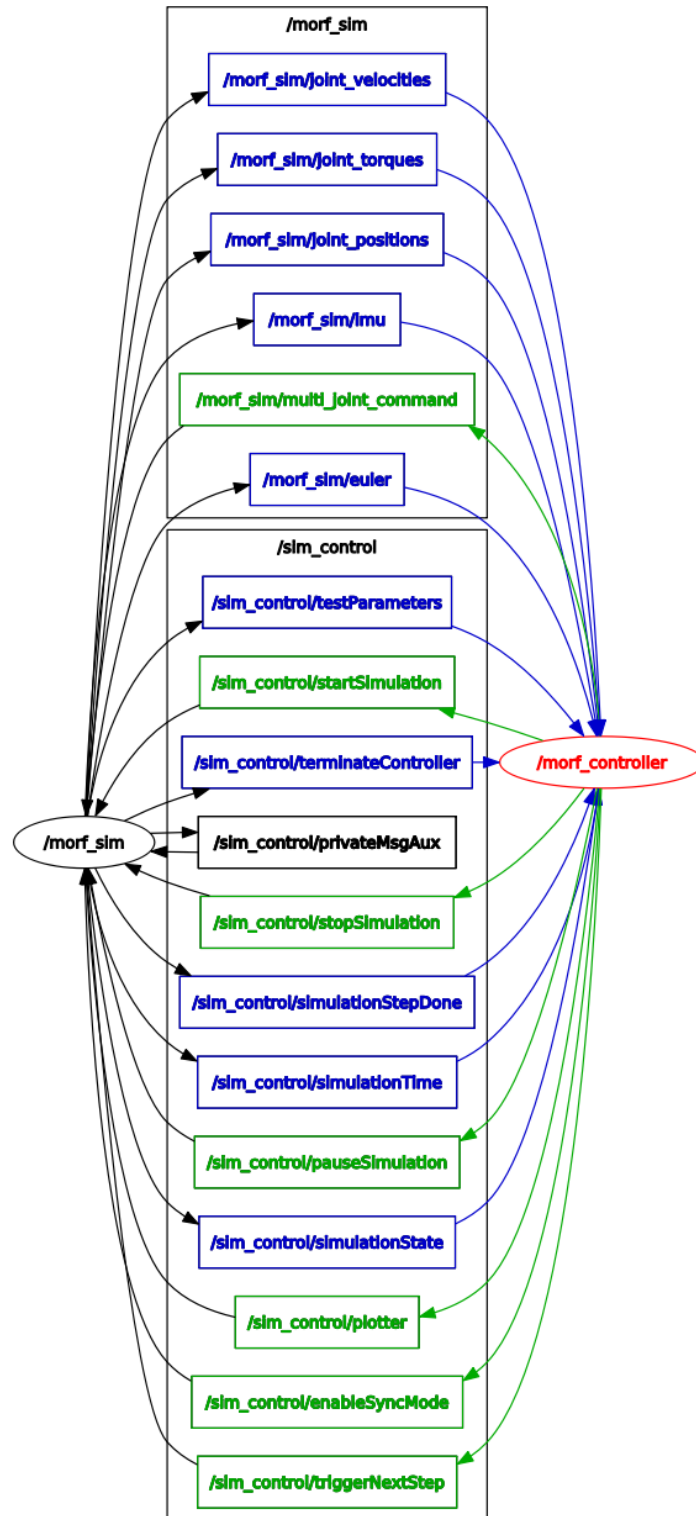 /morf_sim
/morf_sim/joint_velocities
/morf_sim/joint_torques
/morf_sim/joint_positions
/morf_sim/imu
/morf_sim/multi_joint_command
/morf_sim/euler
/sim_control
/sim_control/testParameters
/sim_control/startSimulation
/sim_control/terminateController
/morf_controller
/sim_control/privateMsgAux
/morf_sim
/sim_control/stopSimulation
/sim_control/simulationStepDone
/sim_control/simulationTime
/sim_control/pauseSimulation
/sim_control/simulationState
/sim_control/plotter
/sim_control/enableSyncMode
/sim_control/triggerNextStep